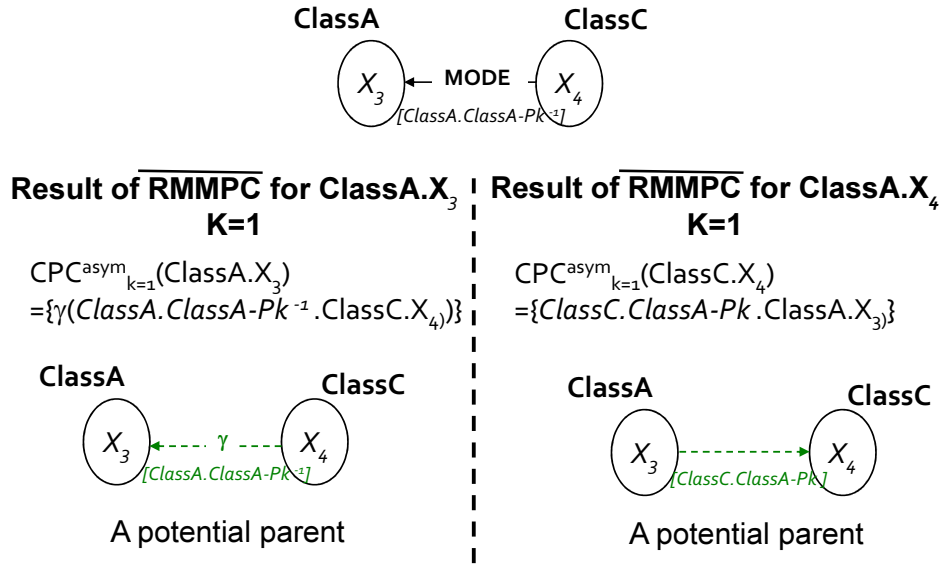 ClassA ClassC
X₃ MODE X₄
[ClassA.ClassA-Pk⁻¹]
Result of R̅M̅M̅P̅C̅ for ClassA.X₃
K=1
CPCᵃˢʸᵐₖ₌₁(ClassA.X₃)
={γ(ClassA.ClassA-Pk⁻¹.ClassC.X₄₎)}
ClassA
ClassC
X₃ γ X₄
[ClassA.ClassA-Pk⁻¹]
A potential parent
Result of R̅M̅M̅P̅C̅ for ClassA.X₄
K=1
CPCᵃˢʸᵐₖ₌₁(ClassC.X₄)
={ClassC.ClassA-Pk.ClassA.X₃₎}
ClassA
ClassC
X₃ X₄
[ClassC.ClassA-Pk ]
A potential parent